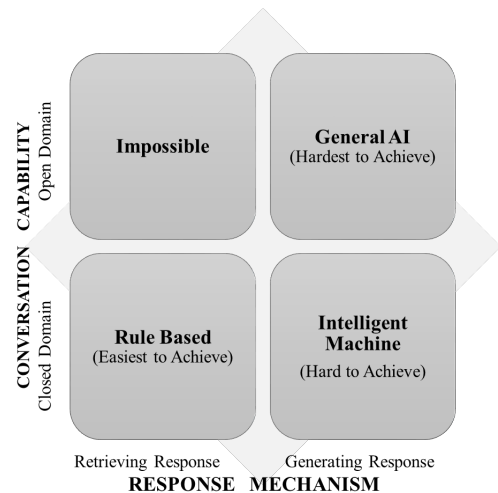 CONVERSATION CAPABILITY
Open Domain
Closed Domain
Impossible
General AI
(Hardest to Achieve)
Rule Based
(Easiest to Achieve)
Intelligent
Machine
(Hard to Achieve)
Retrieving Response
Generating Response
RESPONSE MECHANISM